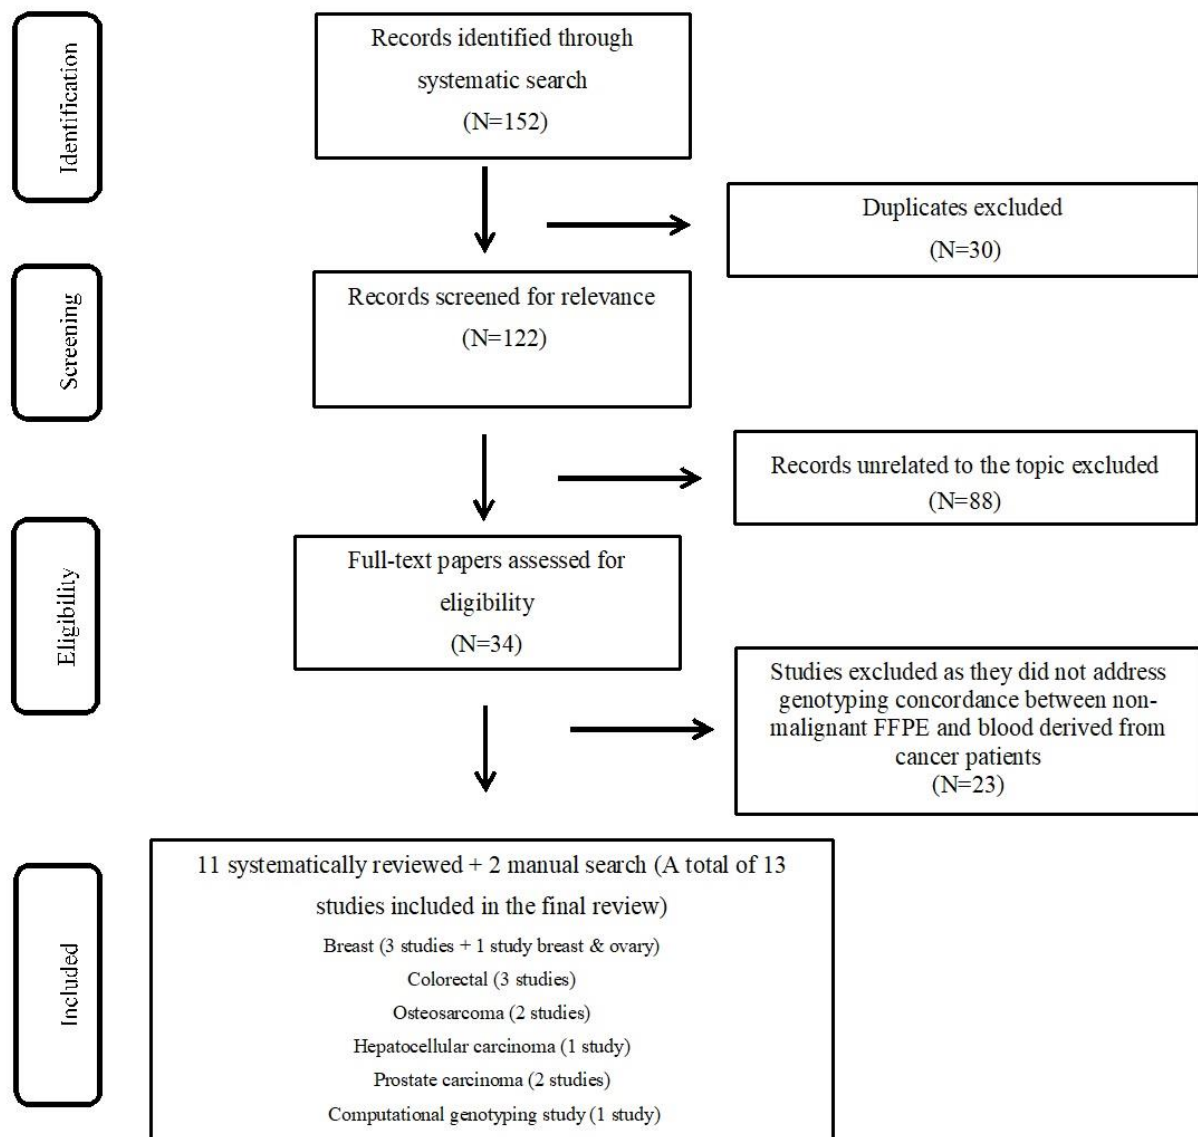 Identification
Records identified through
systematic search
(N=152)
Duplicates excluded
(N=30)
Screening
Records screened for relevance
(N=122)
Records unrelated to the topic excluded
(N=88)
Eligibility
Full-text papers assessed for
eligibility
(N=34)
Studies excluded as they did not address
genotyping concordance between non-
malignant FFPE and blood derived from
cancer patients
(N=23)
Included
11 systematically reviewed + 2 manual search (A total of 13
studies included in the final review)
Breast (3 studies + 1 study breast & ovary)
Colorectal (3 studies)
Osteosarcoma (2 studies)
Hepatocellular carcinoma (1 study)
Prostate carcinoma (2 studies)
Computational genotyping study (1 study)